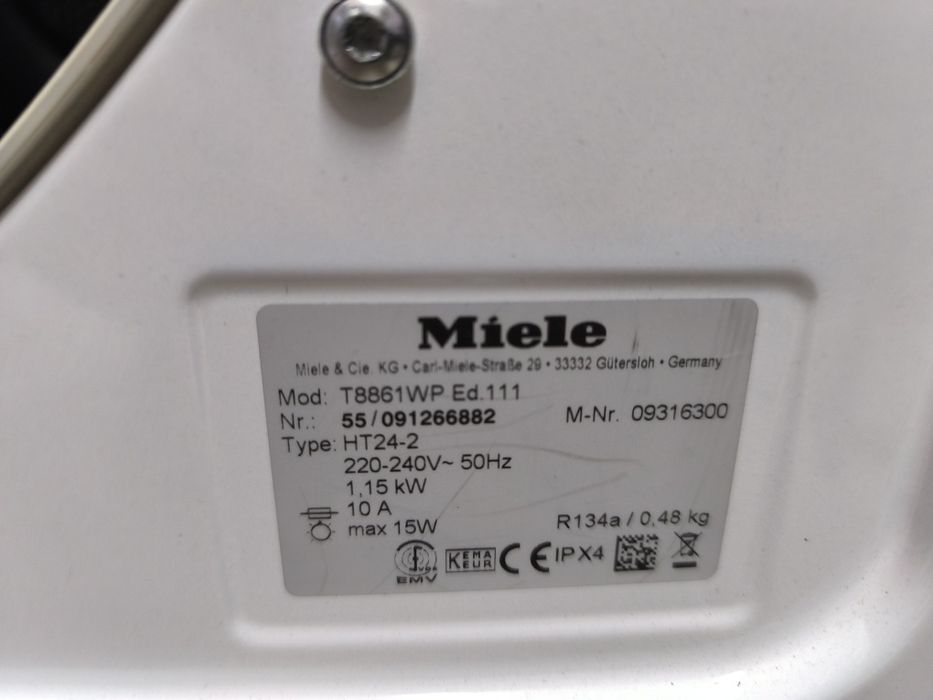 Miele
Miele & Cie. KG • Carl-Miele-Straße 29 • 33332 Gütersloh • Germany
Mod: T8861WP Ed.111
Nr.: 55/091266882 M-Nr. 09316300
Type: HT24-2
220-240V~ 50Hz
1,15 kW
10 A
max 15W R134a / 0,48 kg
VDE EMV KEMA KEUR CE IPX4